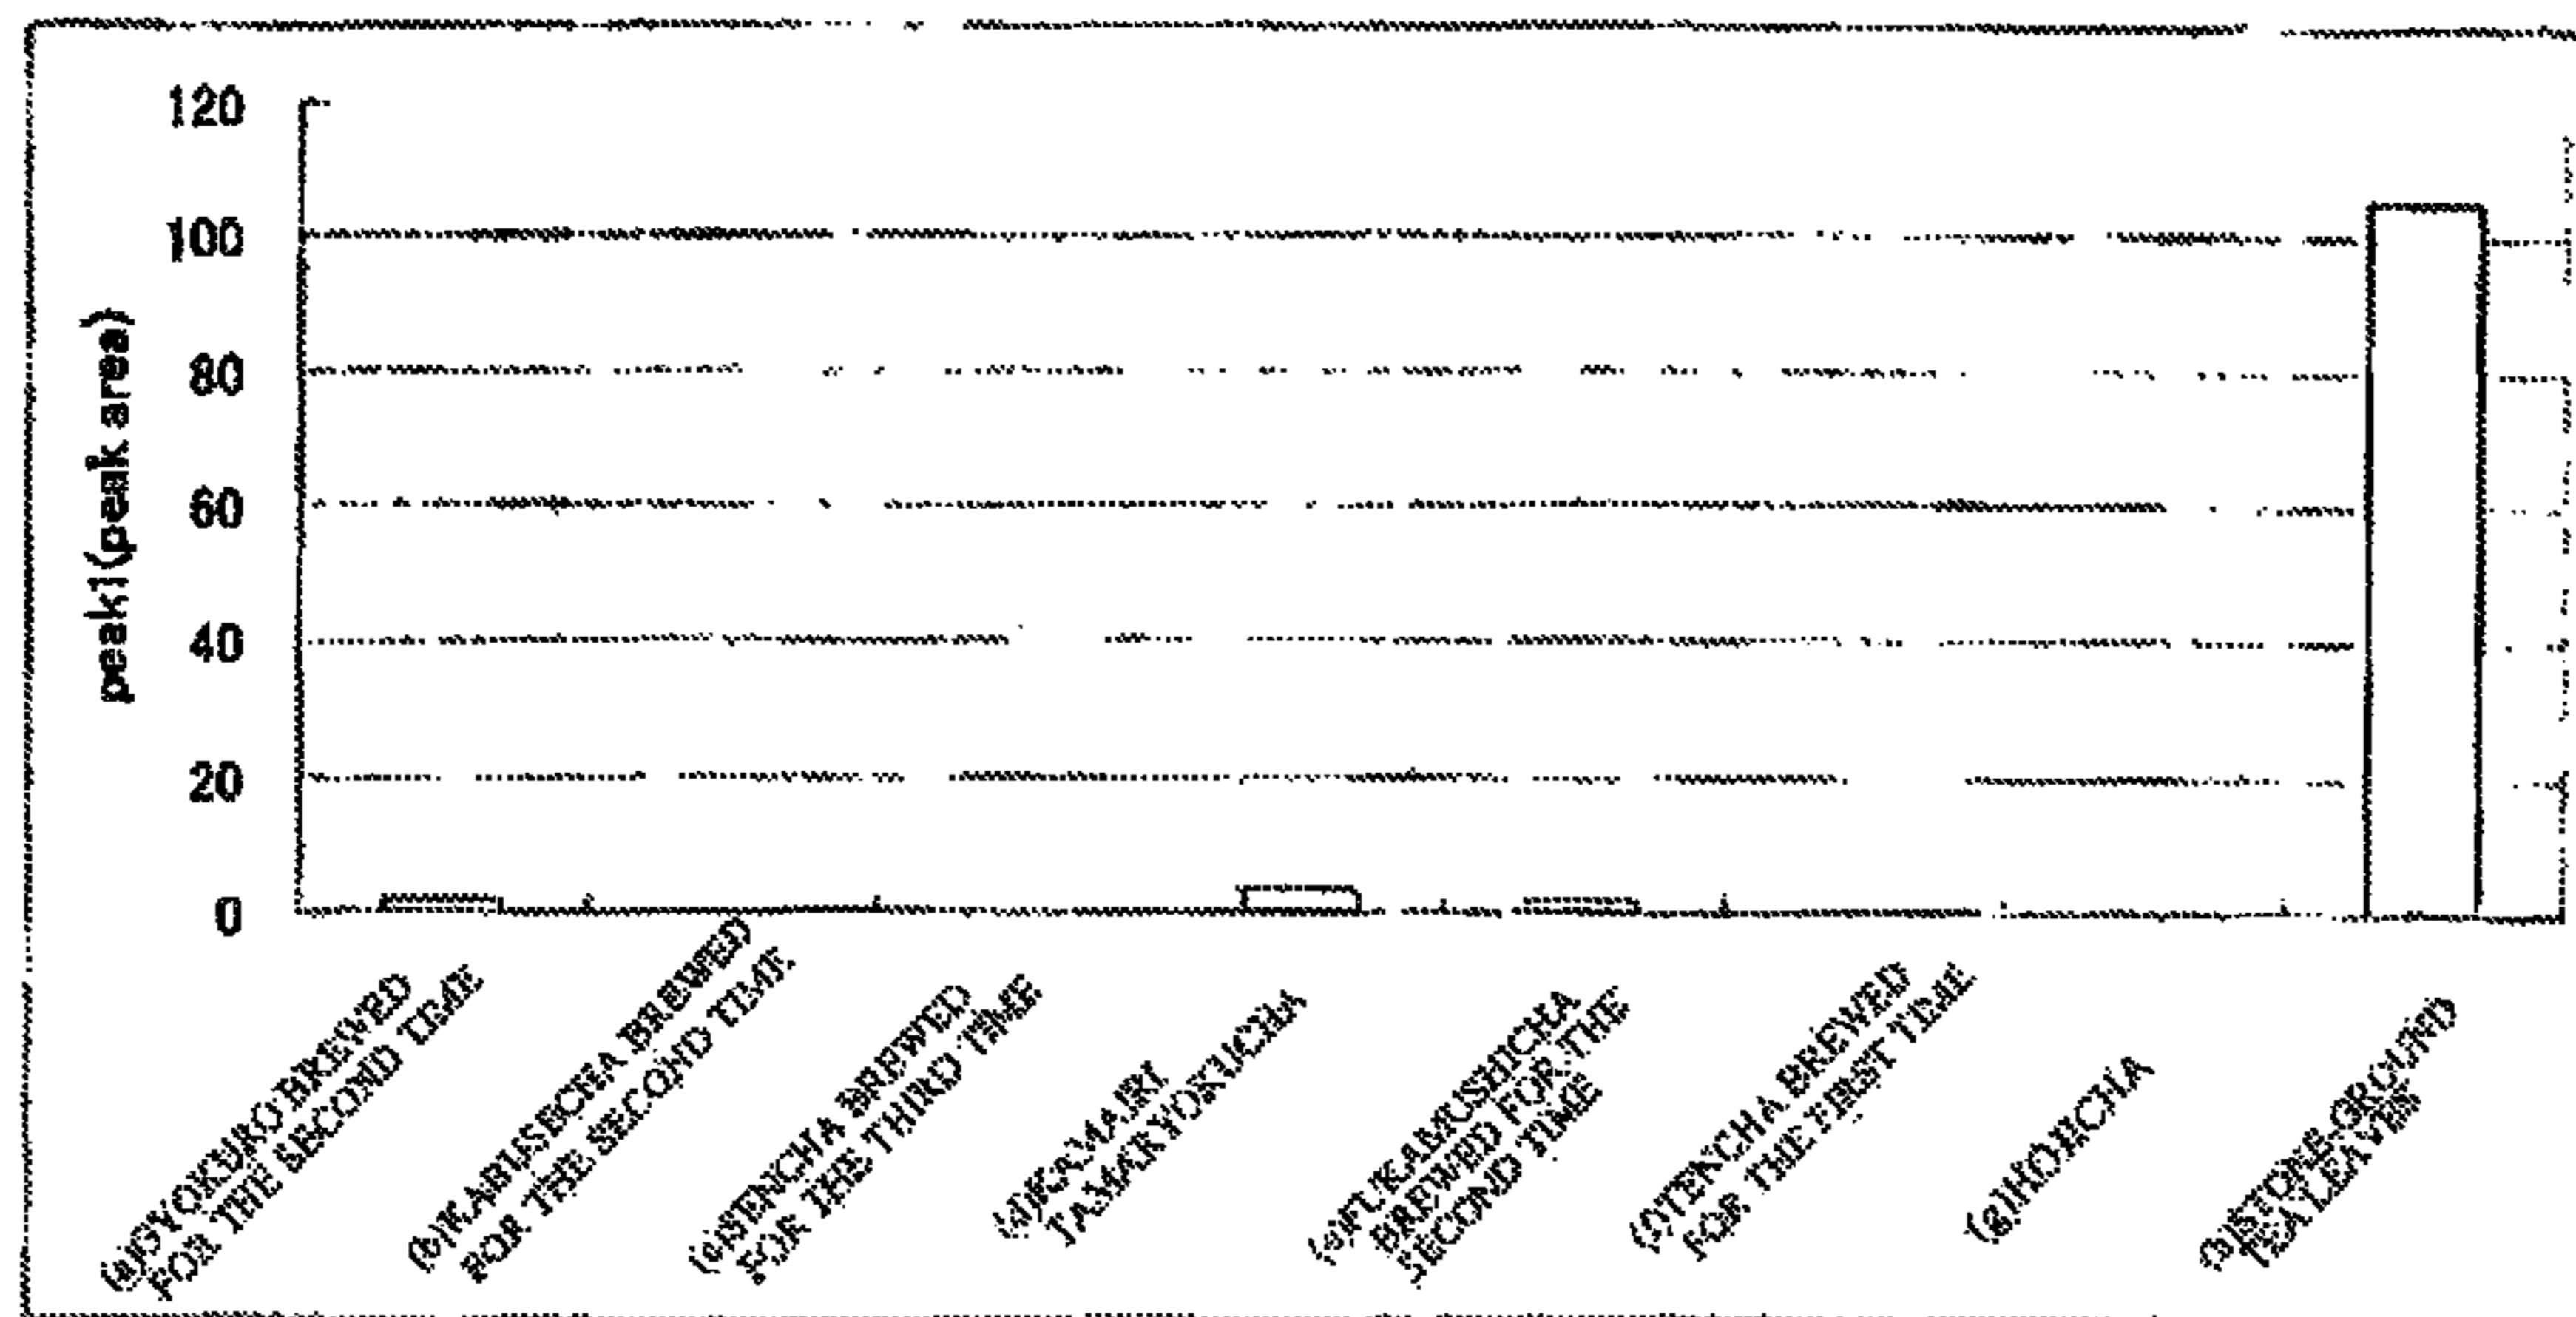 120
100
80
60
40
20
0
peak1(peak area)
(a)GYOKURO BREWED
FOR THE SECOND TIME
(b)KABUSECHA BREWED
FOR THE SECOND TIME
(c)SENCHA BREWED
FOR THE THIRD TIME
(d)KAMAIRI
TAMARYOKUCHA
(e)FUKAMUSHICHA
BREWED FOR THE
SECOND TIME
(f)TENCHA BREWED
FOR THE FIRST TIME
(g)HOJICHA
(h)STONE-GROUND
TEA LEAVES